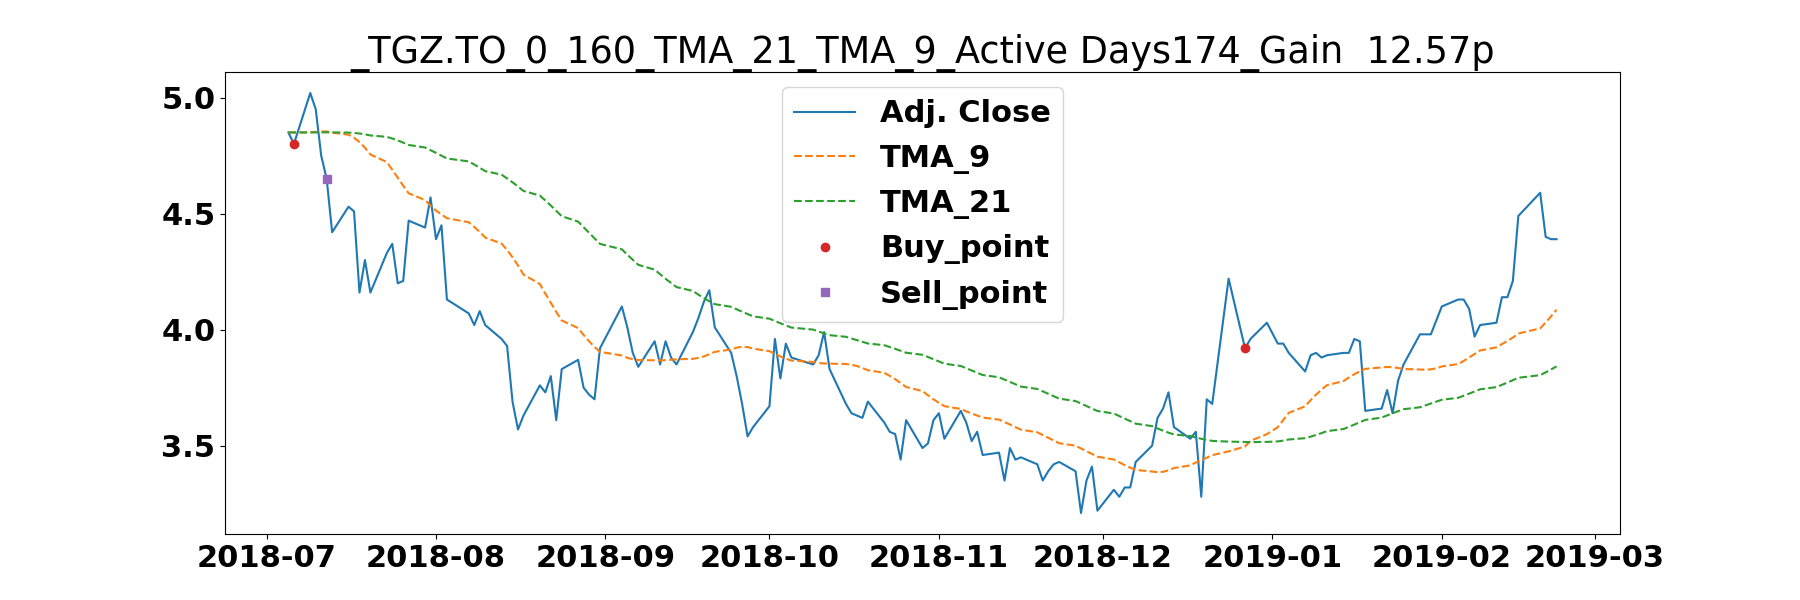 _TGZ.TO_0_160_TMA_21_TMA_9_Active Days174_Gain  12.57p
5.0
4.5
4.0
3.5
Adj. Close
TMA_9
TMA_21
Buy_point
Sell_point
2018-07 2018-08 2018-09 2018-10 2018-11 2018-12 2019-01 2019-02 2019-03